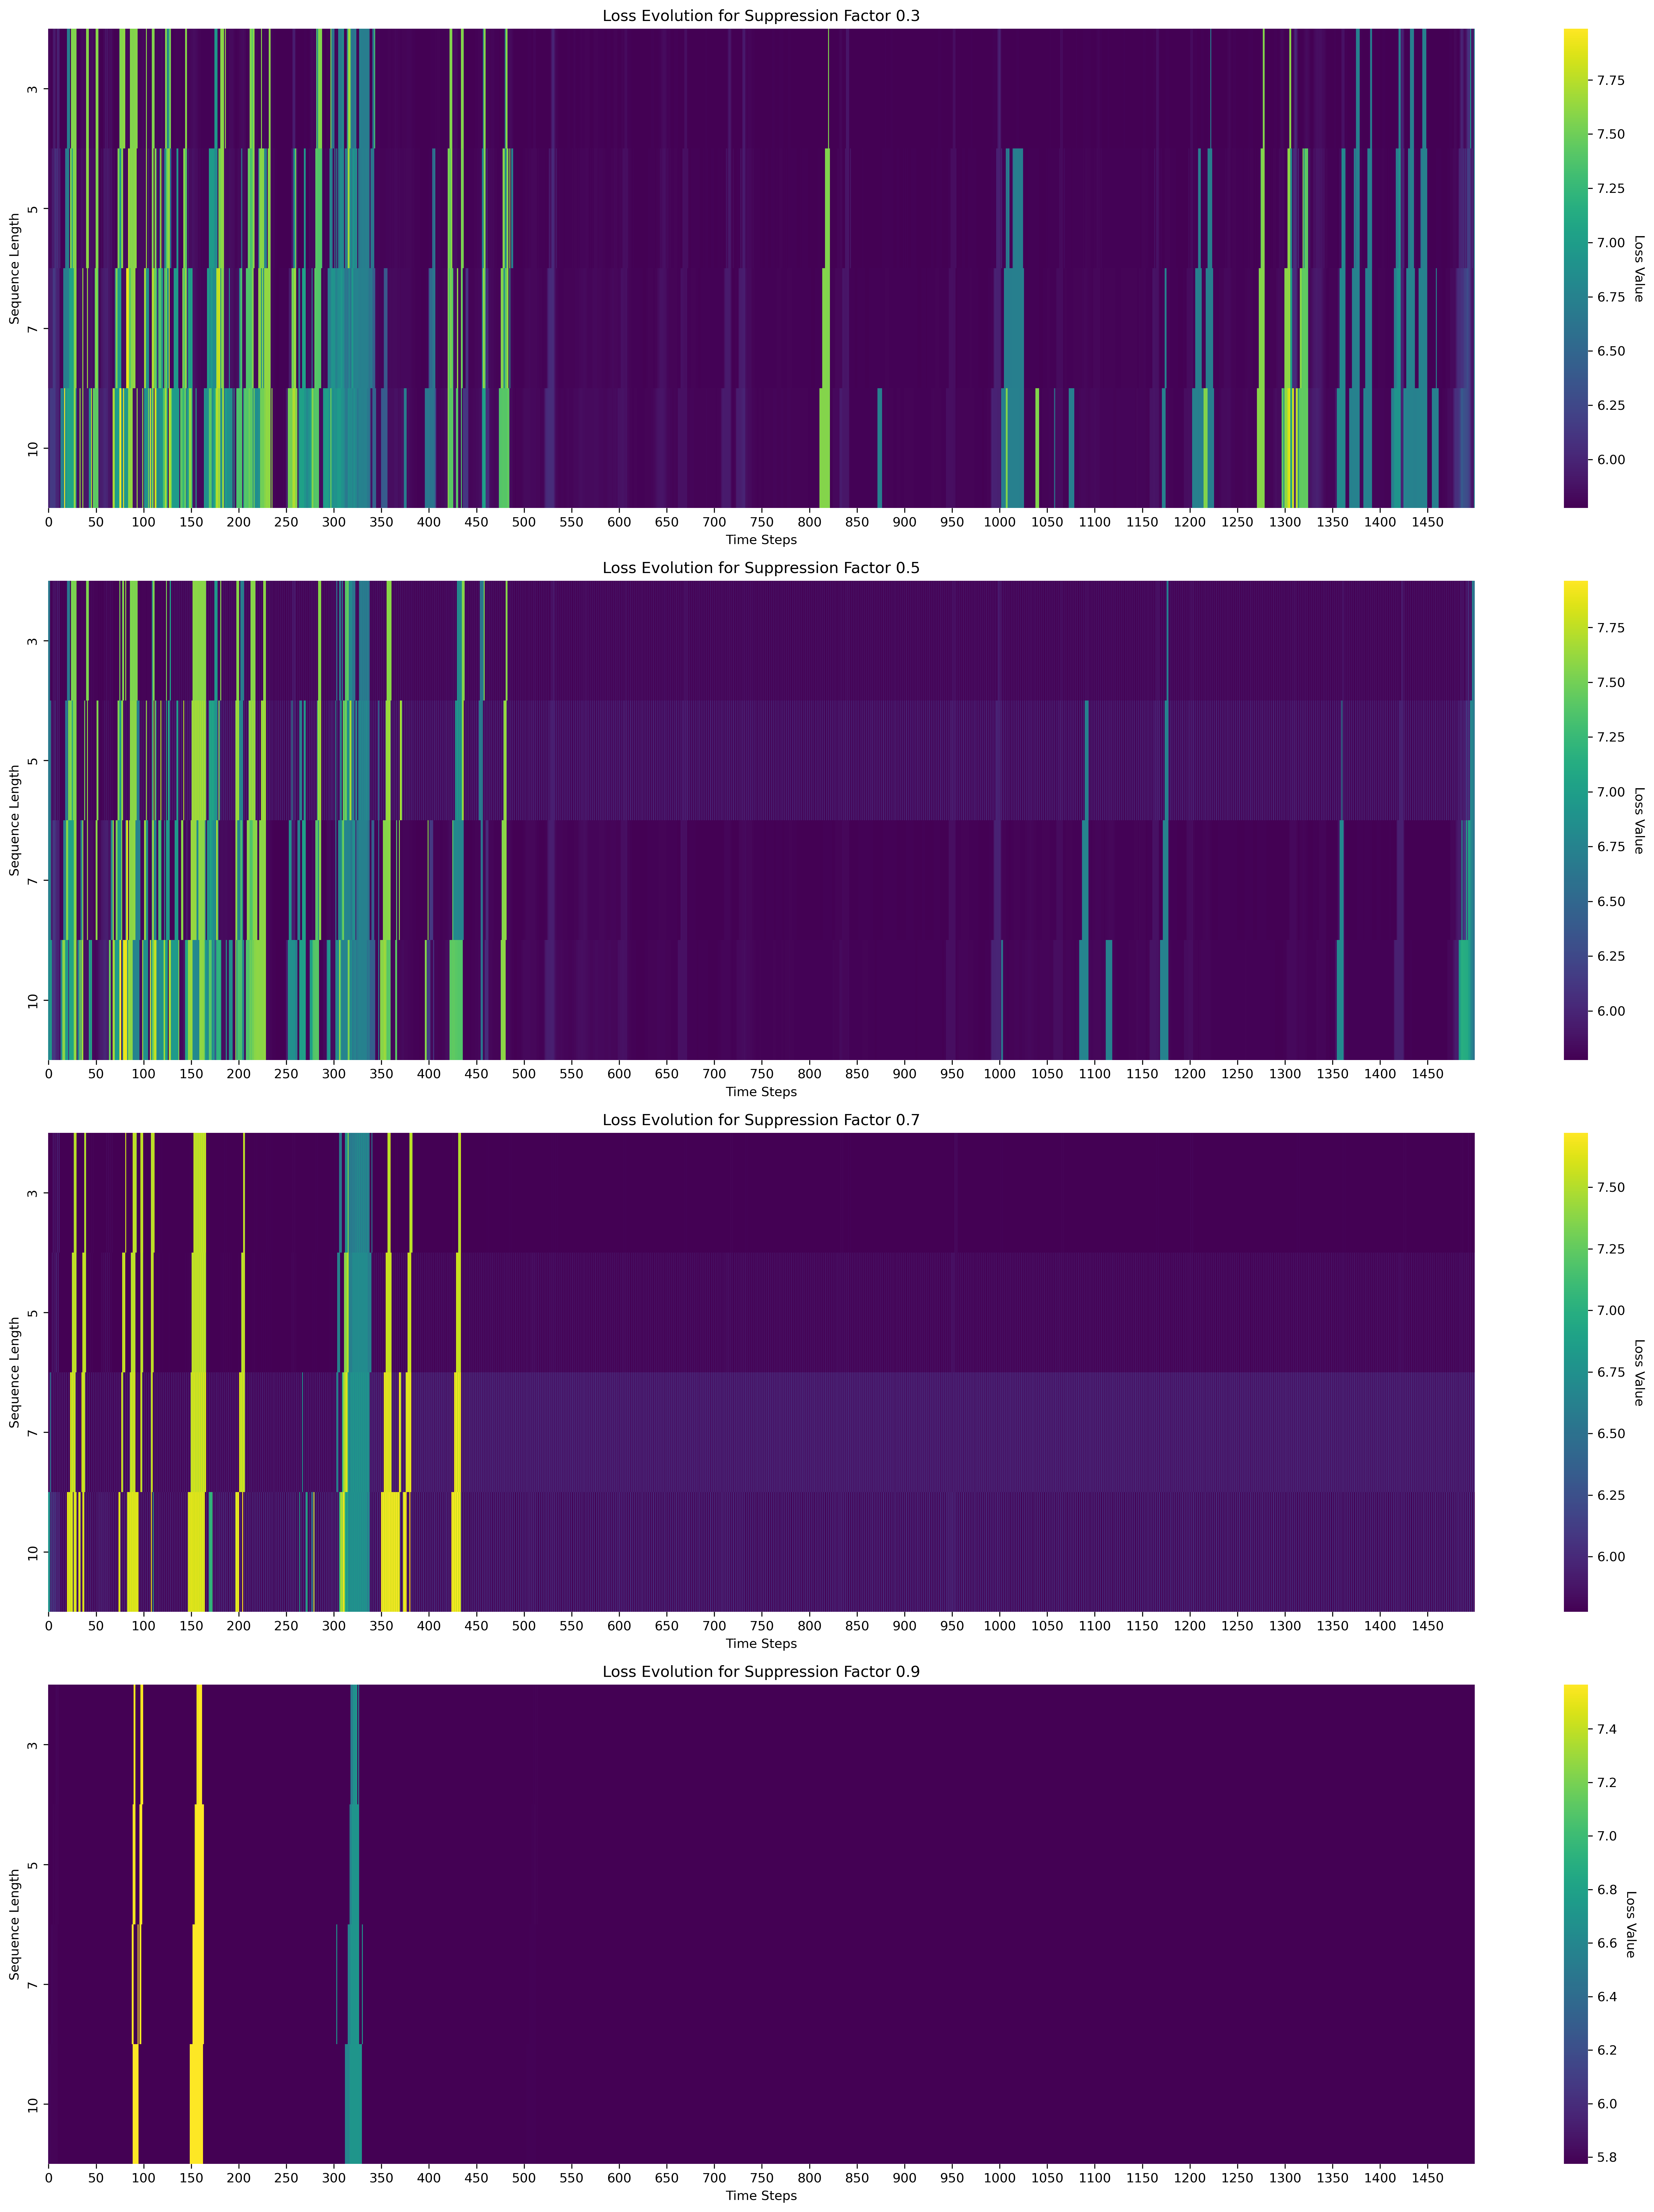 Loss Evolution for Suppression Factor 0.3
Sequence Length
3
5
7
10
0 50 100 150 200 250 300 350 400 450 500 550 600 650 700 750 800 850 900 950 1000 1050 1100 1150 1200 1250 1300 1350 1400 1450
Time Steps
7.75
7.50
7.25
7.00
6.75
6.50
6.25
6.00
Loss Value
Loss Evolution for Suppression Factor 0.5
Sequence Length
3
5
7
10
0 50 100 150 200 250 300 350 400 450 500 550 600 650 700 750 800 850 900 950 1000 1050 1100 1150 1200 1250 1300 1350 1400 1450
Time Steps
7.75
7.50
7.25
7.00
6.75
6.50
6.25
6.00
Loss Value
Loss Evolution for Suppression Factor 0.7
Sequence Length
3
5
7
10
0 50 100 150 200 250 300 350 400 450 500 550 600 650 700 750 800 850 900 950 1000 1050 1100 1150 1200 1250 1300 1350 1400 1450
Time Steps
7.50
7.25
7.00
6.75
6.50
6.25
6.00
Loss Value
Loss Evolution for Suppression Factor 0.9
Sequence Length
3
5
7
10
0 50 100 150 200 250 300 350 400 450 500 550 600 650 700 750 800 850 900 950 1000 1050 1100 1150 1200 1250 1300 1350 1400 1450
Time Steps
7.4
7.2
7.0
6.8
6.6
6.4
6.2
6.0
5.8
Loss Value